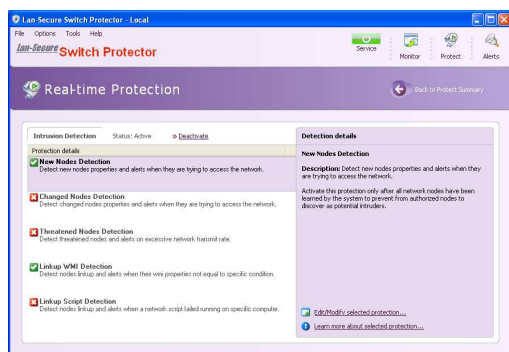 Lan-Secure Switch Protector - Local
File Options Tools Help
Lan-Secure Switch Protector
Service
Monitor
Protect
Alerts
Real-time Protection
Back to Protect Summary
Intrusion Detection Status: Active » Deactivate
Protection details
New Nodes Detection
Detect new nodes properties and alerts when they are trying to access the network.
Changed Nodes Detection
Detect changed nodes properties and alerts when they are trying to access the network.
Threatened Nodes Detection
Detect threatened nodes and alerts on excessive network transmit rate.
Linkup WMI Detection
Detect nodes linkup and alerts when their wmi properties not equal to specific condition.
Linkup Script Detection
Detect nodes linkup and alerts when a network script failed running on specific computer.
Detection details
New Nodes Detection
Description: Detect new nodes properties and alerts when they
are trying to access the network.
Activate this protection only after all network nodes have been
learned by the system to prevent from authorized nodes to
discover as potential intruders.
Edit/Modify selected protection...
Learn more about selected protection...